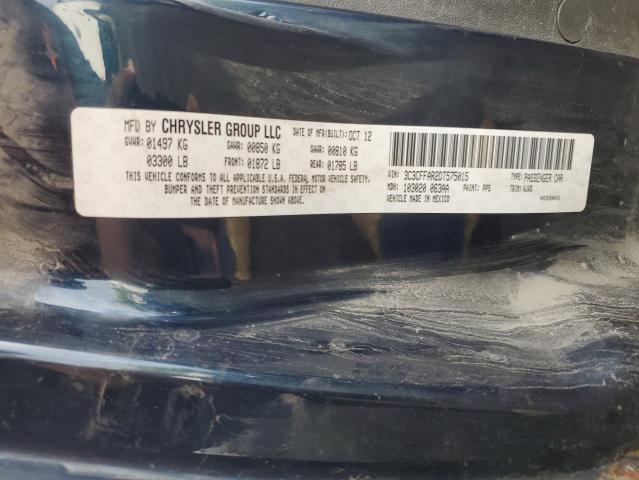 MFD BY CHRYSLER GROUP LLC DATE OF MFR(BUILT): OCT 12
GVWR: 01497 KG GAWR: 00850 KG GAWR: 00810 KG
03300 LB FRONT: 01872 LB REAR: 01785 LB
THIS VEHICLE CONFORMS TO ALL APPLICABLE U.S.A. FEDERAL MOTOR VEHICLE SAFETY,
BUMPER AND THEFT PREVENTION STANDARDS IN EFFECT ON
THE DATE OF MANUFACTURE SHOWN ABOVE.
VIN: 3C3CFFAR2DT575015 TYPE: PASSENGER CAR
MDH: 103020 063AA PAINT: PPS TRIM:
VEHICLE MADE IN MEXICO